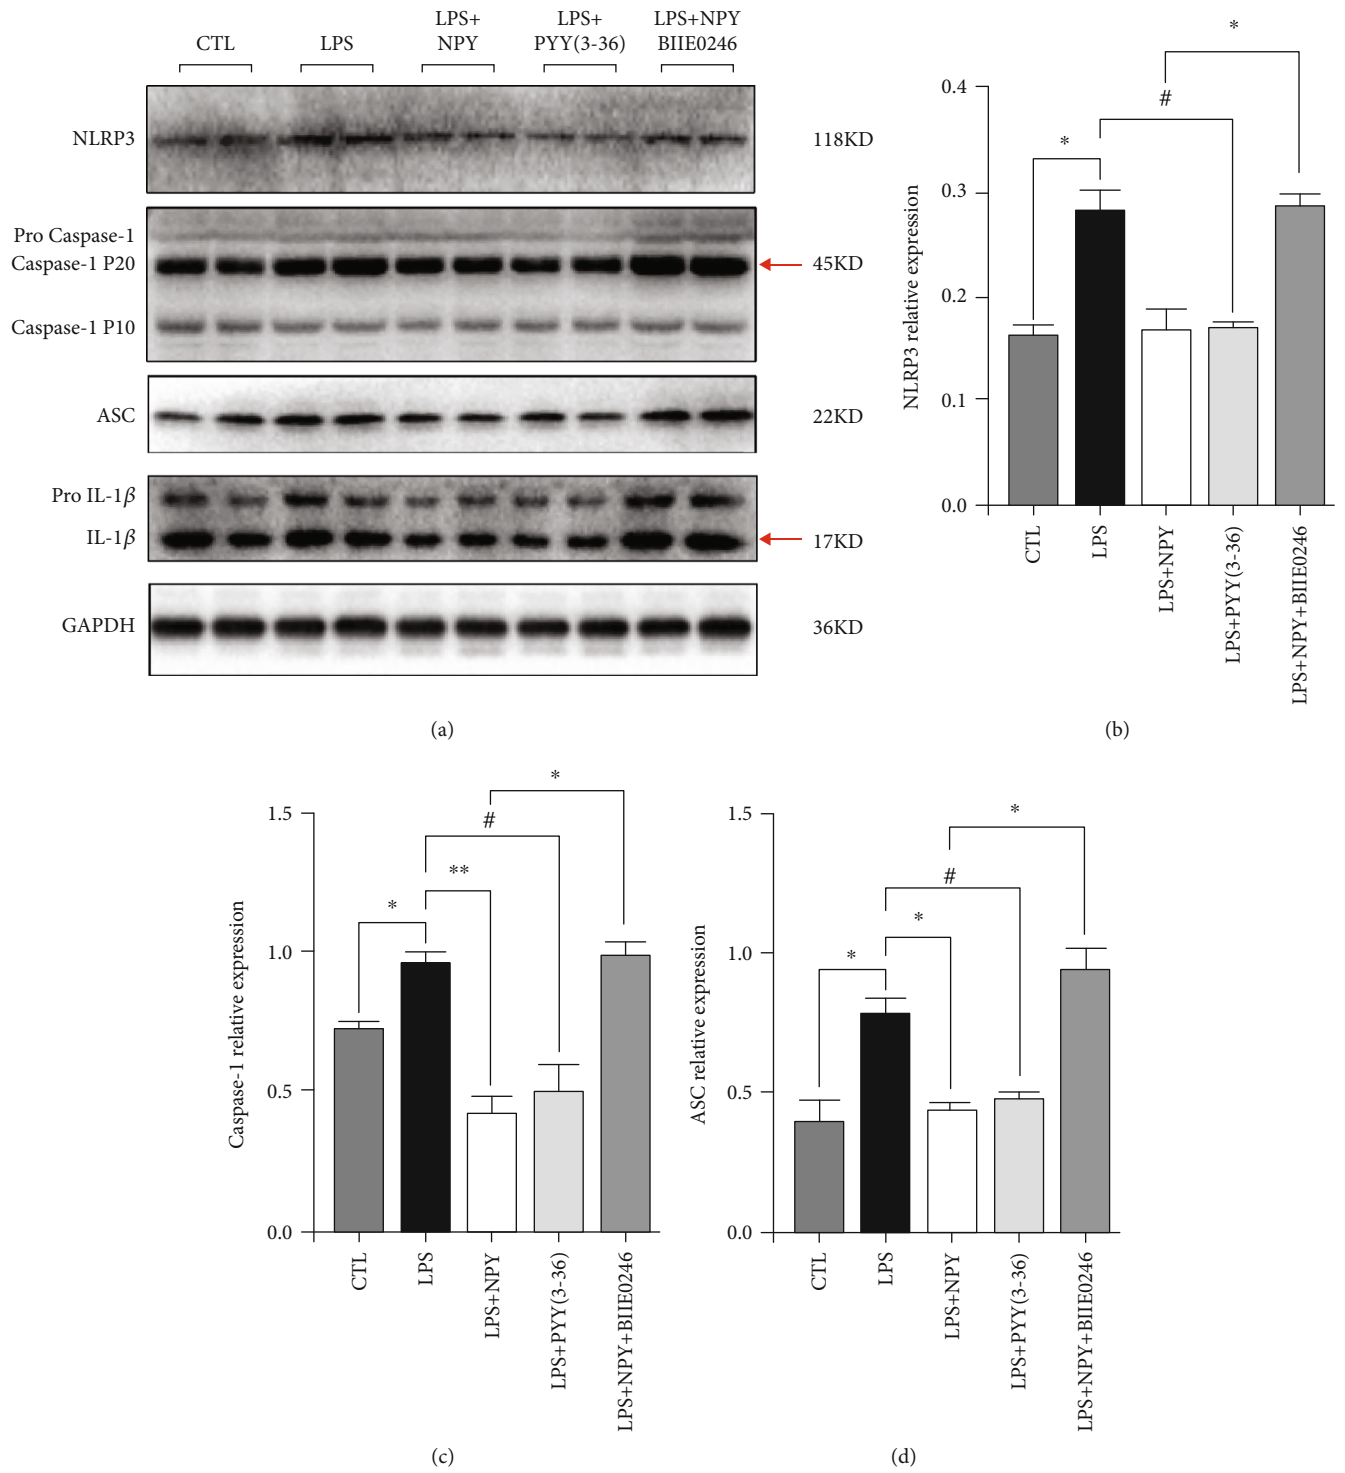 CTL
LPS
LPS+
NPY
LPS+
PYY(3-36)
LPS+NPY
BIIE0246
NLRP3
118KD
Pro Caspase-1
Caspase-1 P20
45KD
Caspase-1 P10
ASC
22KD
Pro IL-1β
IL-1β
17KD
GAPDH
36KD
(a)
NLRP3 relative expression
0.4
0.3
0.2
0.1
0.0
*
#
*
CTL
LPS
LPS+NPY
LPS+PYY(3-36)
LPS+NPY+BIIE0246
(b)
Caspase-1 relative expression
1.5
1.0
0.5
0.0
*
#
**
*
CTL
LPS
LPS+NPY
LPS+PYY(3-36)
LPS+NPY+BIIE0246
(c)
ASC relative expression
1.5
1.0
0.5
0.0
*
#
*
*
CTL
LPS
LPS+NPY
LPS+PYY(3-36)
LPS+NPY+BIIE0246
(d)